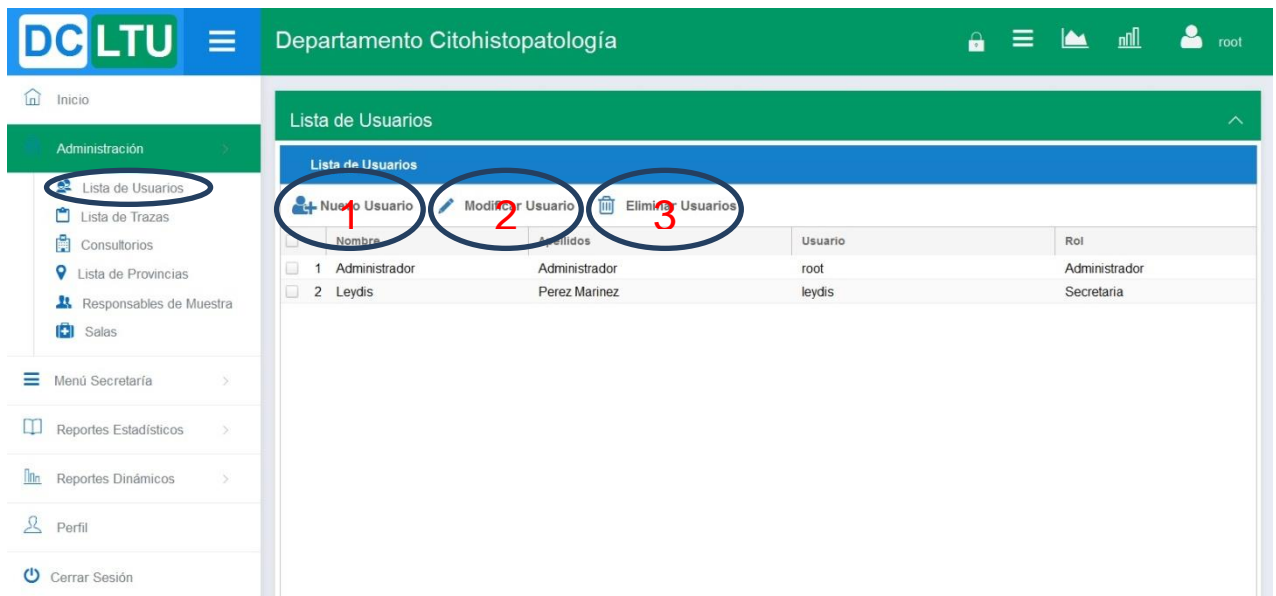 DC LTU Departamento Citohistopatología root
Inicio
Administración
Lista de Usuarios
Lista de Trazas
Consultorios
Lista de Provincias
Responsables de Muestra
Salas
Menú Secretaría
Reportes Estadísticos
Reportes Dinámicos
Perfil
Cerrar Sesión
Lista de Usuarios
Lista de Usuarios
Nuevo Usuario Modificar Usuario Eliminar Usuarios
1 2 3
Nombre Apellidos Usuario Rol
1 Administrador Administrador root Administrador
2 Leydis Perez Marinez leydis Secretaria